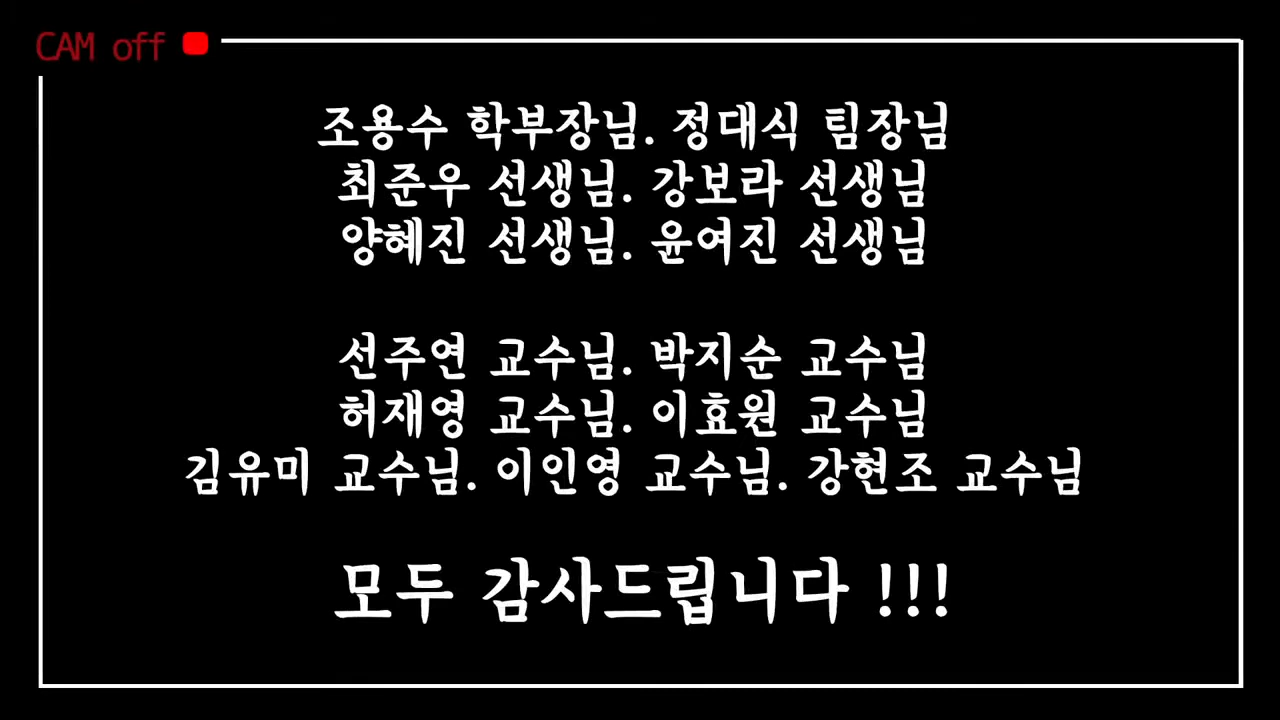 CAM off
조용수 학부장님. 정대식 팀장님
최준우 선생님. 강보라 선생님
양혜진 선생님. 윤여진 선생님
선주연 교수님. 박지순 교수님
허재영 교수님. 이효원 교수님
김유미 교수님. 이인영 교수님. 강현조 교수님
모두 감사드립니다 !!!